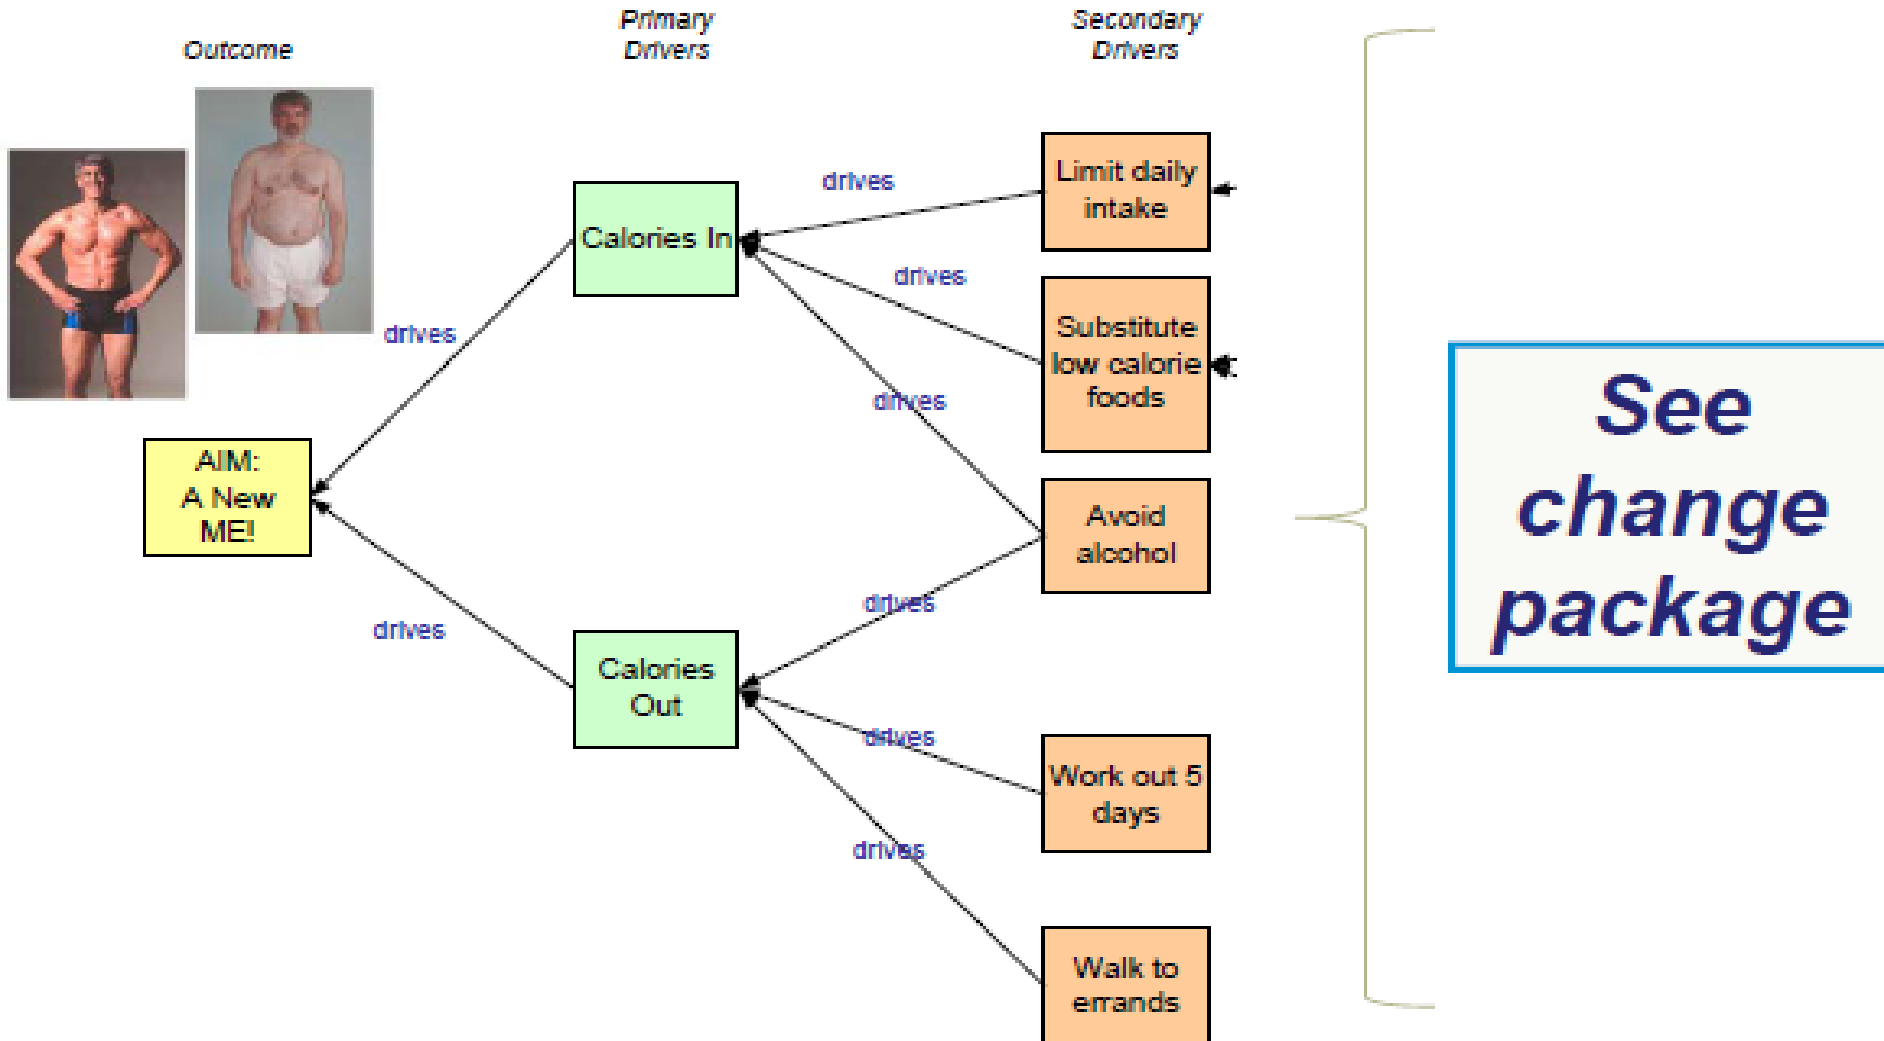 Outcome
Primary
Drivers
Secondary
Drivers
Limit daily
intake
drives
Calories In
drives
Substitute
low calorie
foods
drives
drives
AIM:
A New
ME!
Avoid
alcohol
drives
drives
Calories
Out
drives
Work out 5
days
drives
Walk to
errands
See
change
package